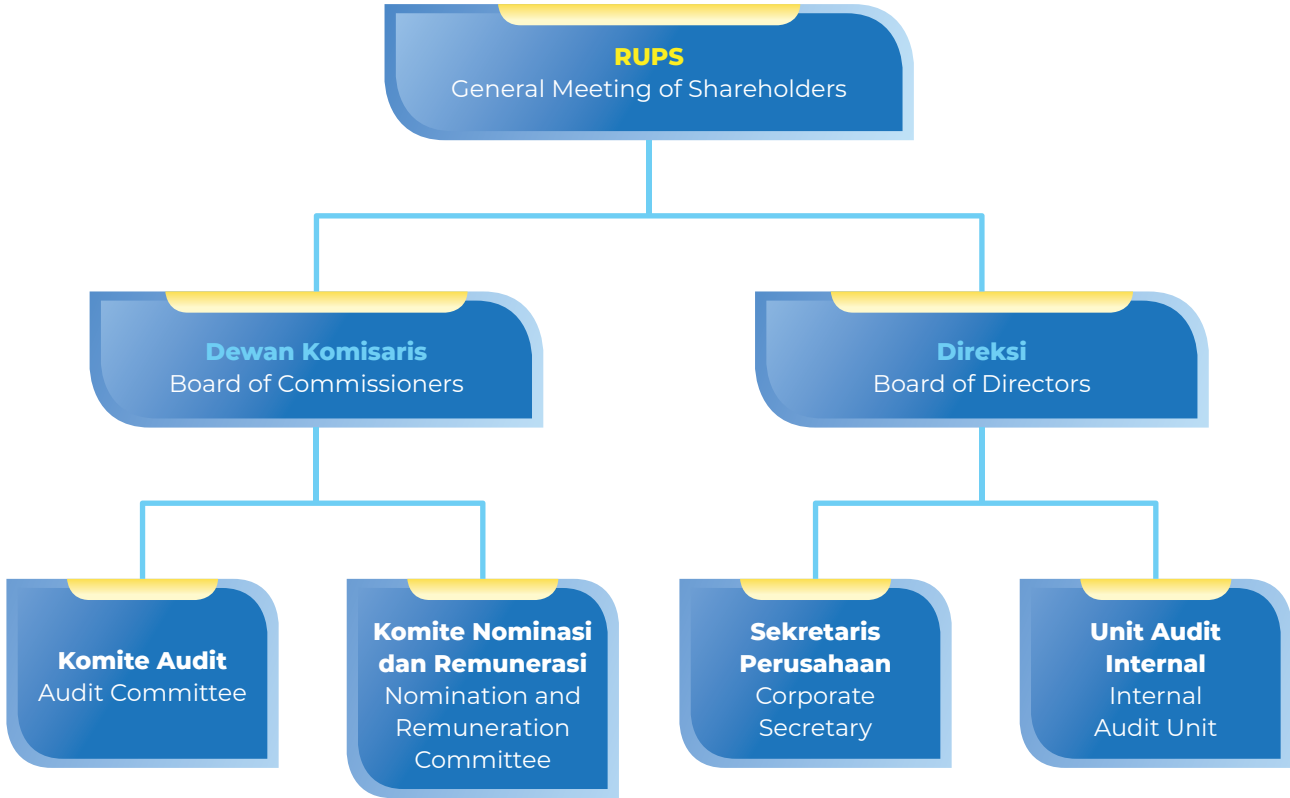 RUPS
General Meeting of Shareholders
Dewan Komisaris
Board of Commissioners
Direksi
Board of Directors
Komite Audit
Audit Committee
Komite Nominasi
dan Remunerasi
Nomination and
Remuneration
Committee
Sekretaris
Perusahaan
Corporate
Secretary
Unit Audit
Internal
Internal
Audit Unit